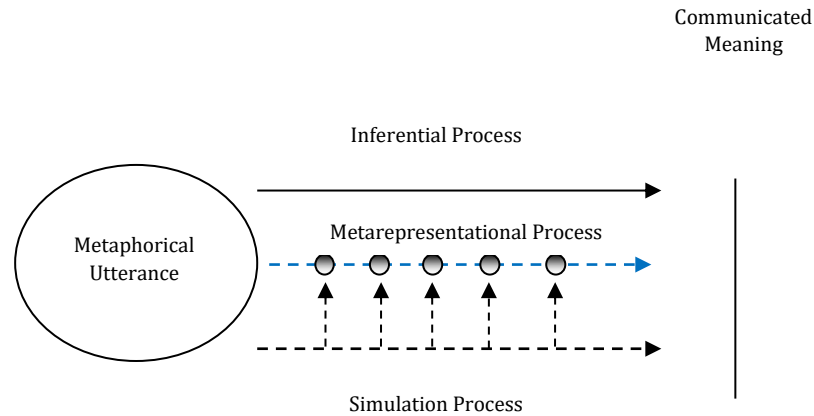 Communicated
Meaning
Inferential Process
Metaphorical
Utterance
Metarepresentational Process
Simulation Process